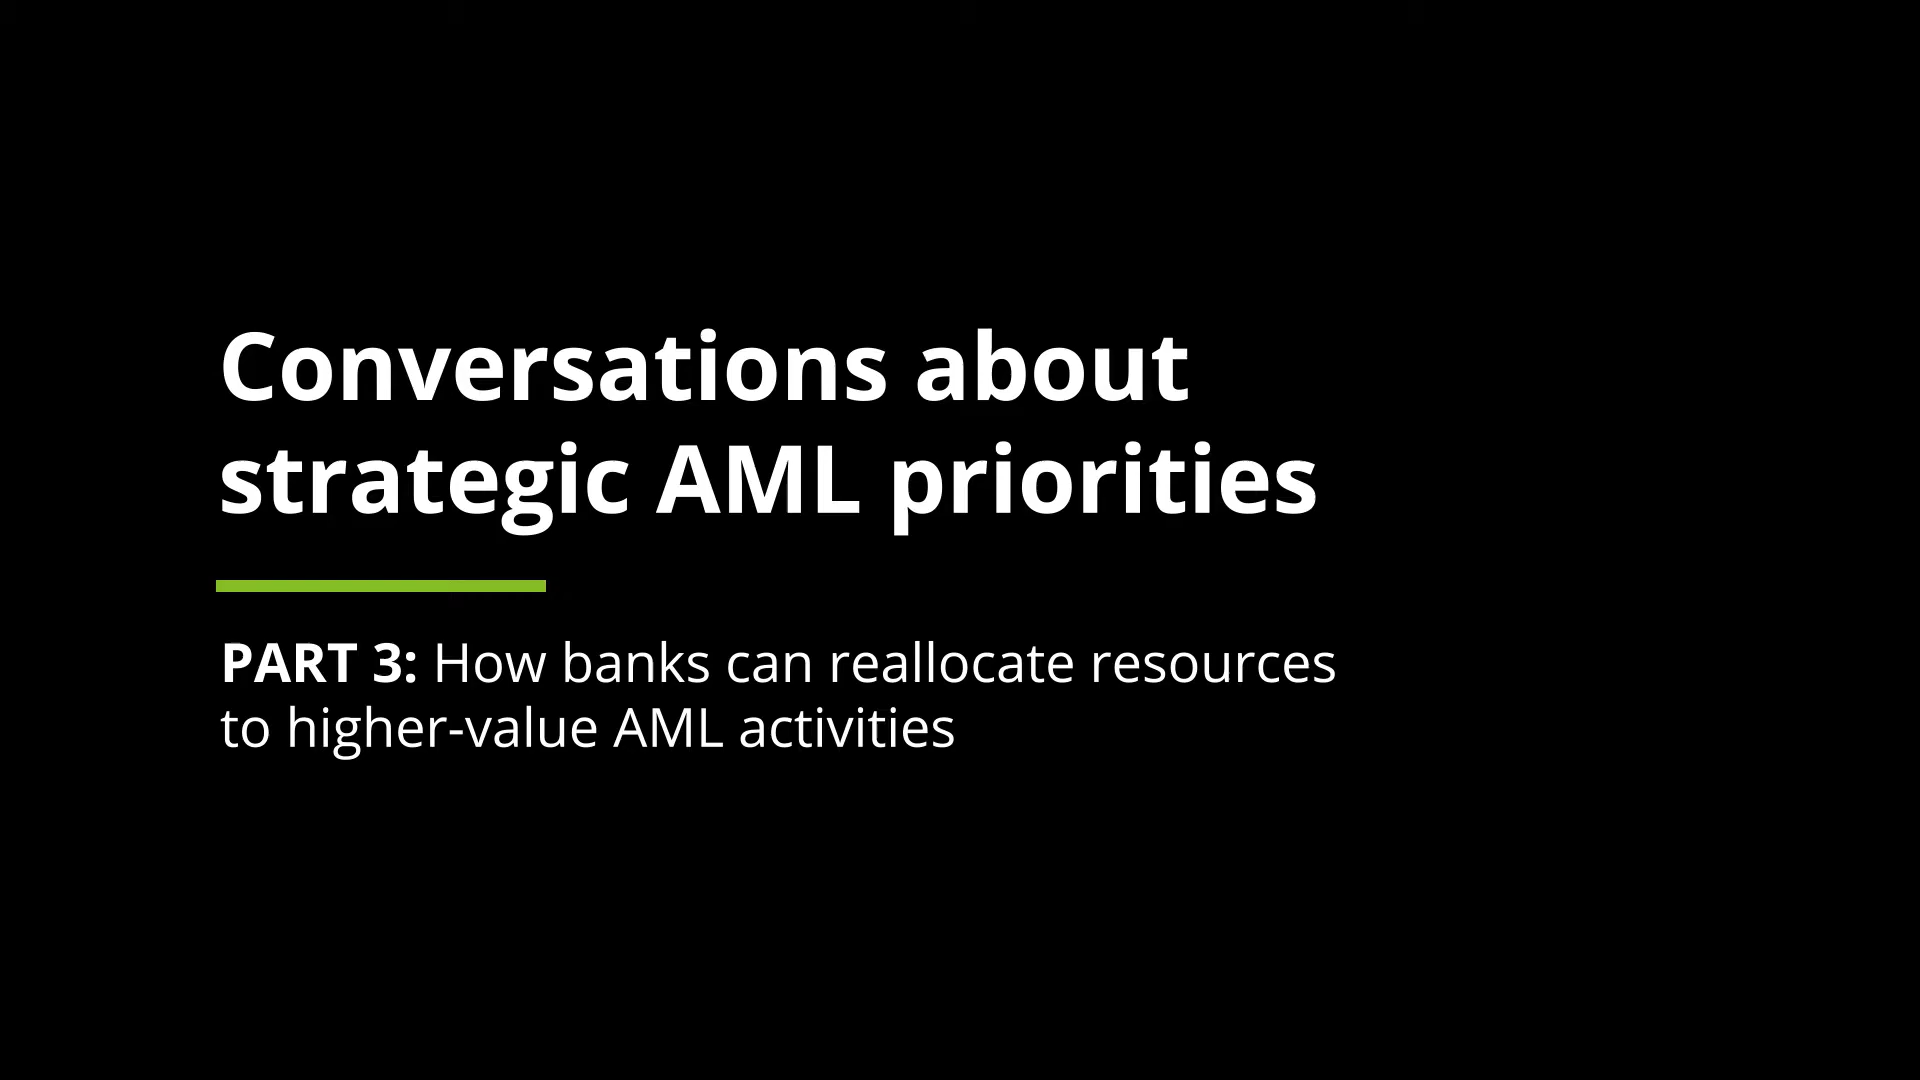 Conversations about
strategic AML priorities
PART 3: How banks can reallocate resources
to higher-value AML activities